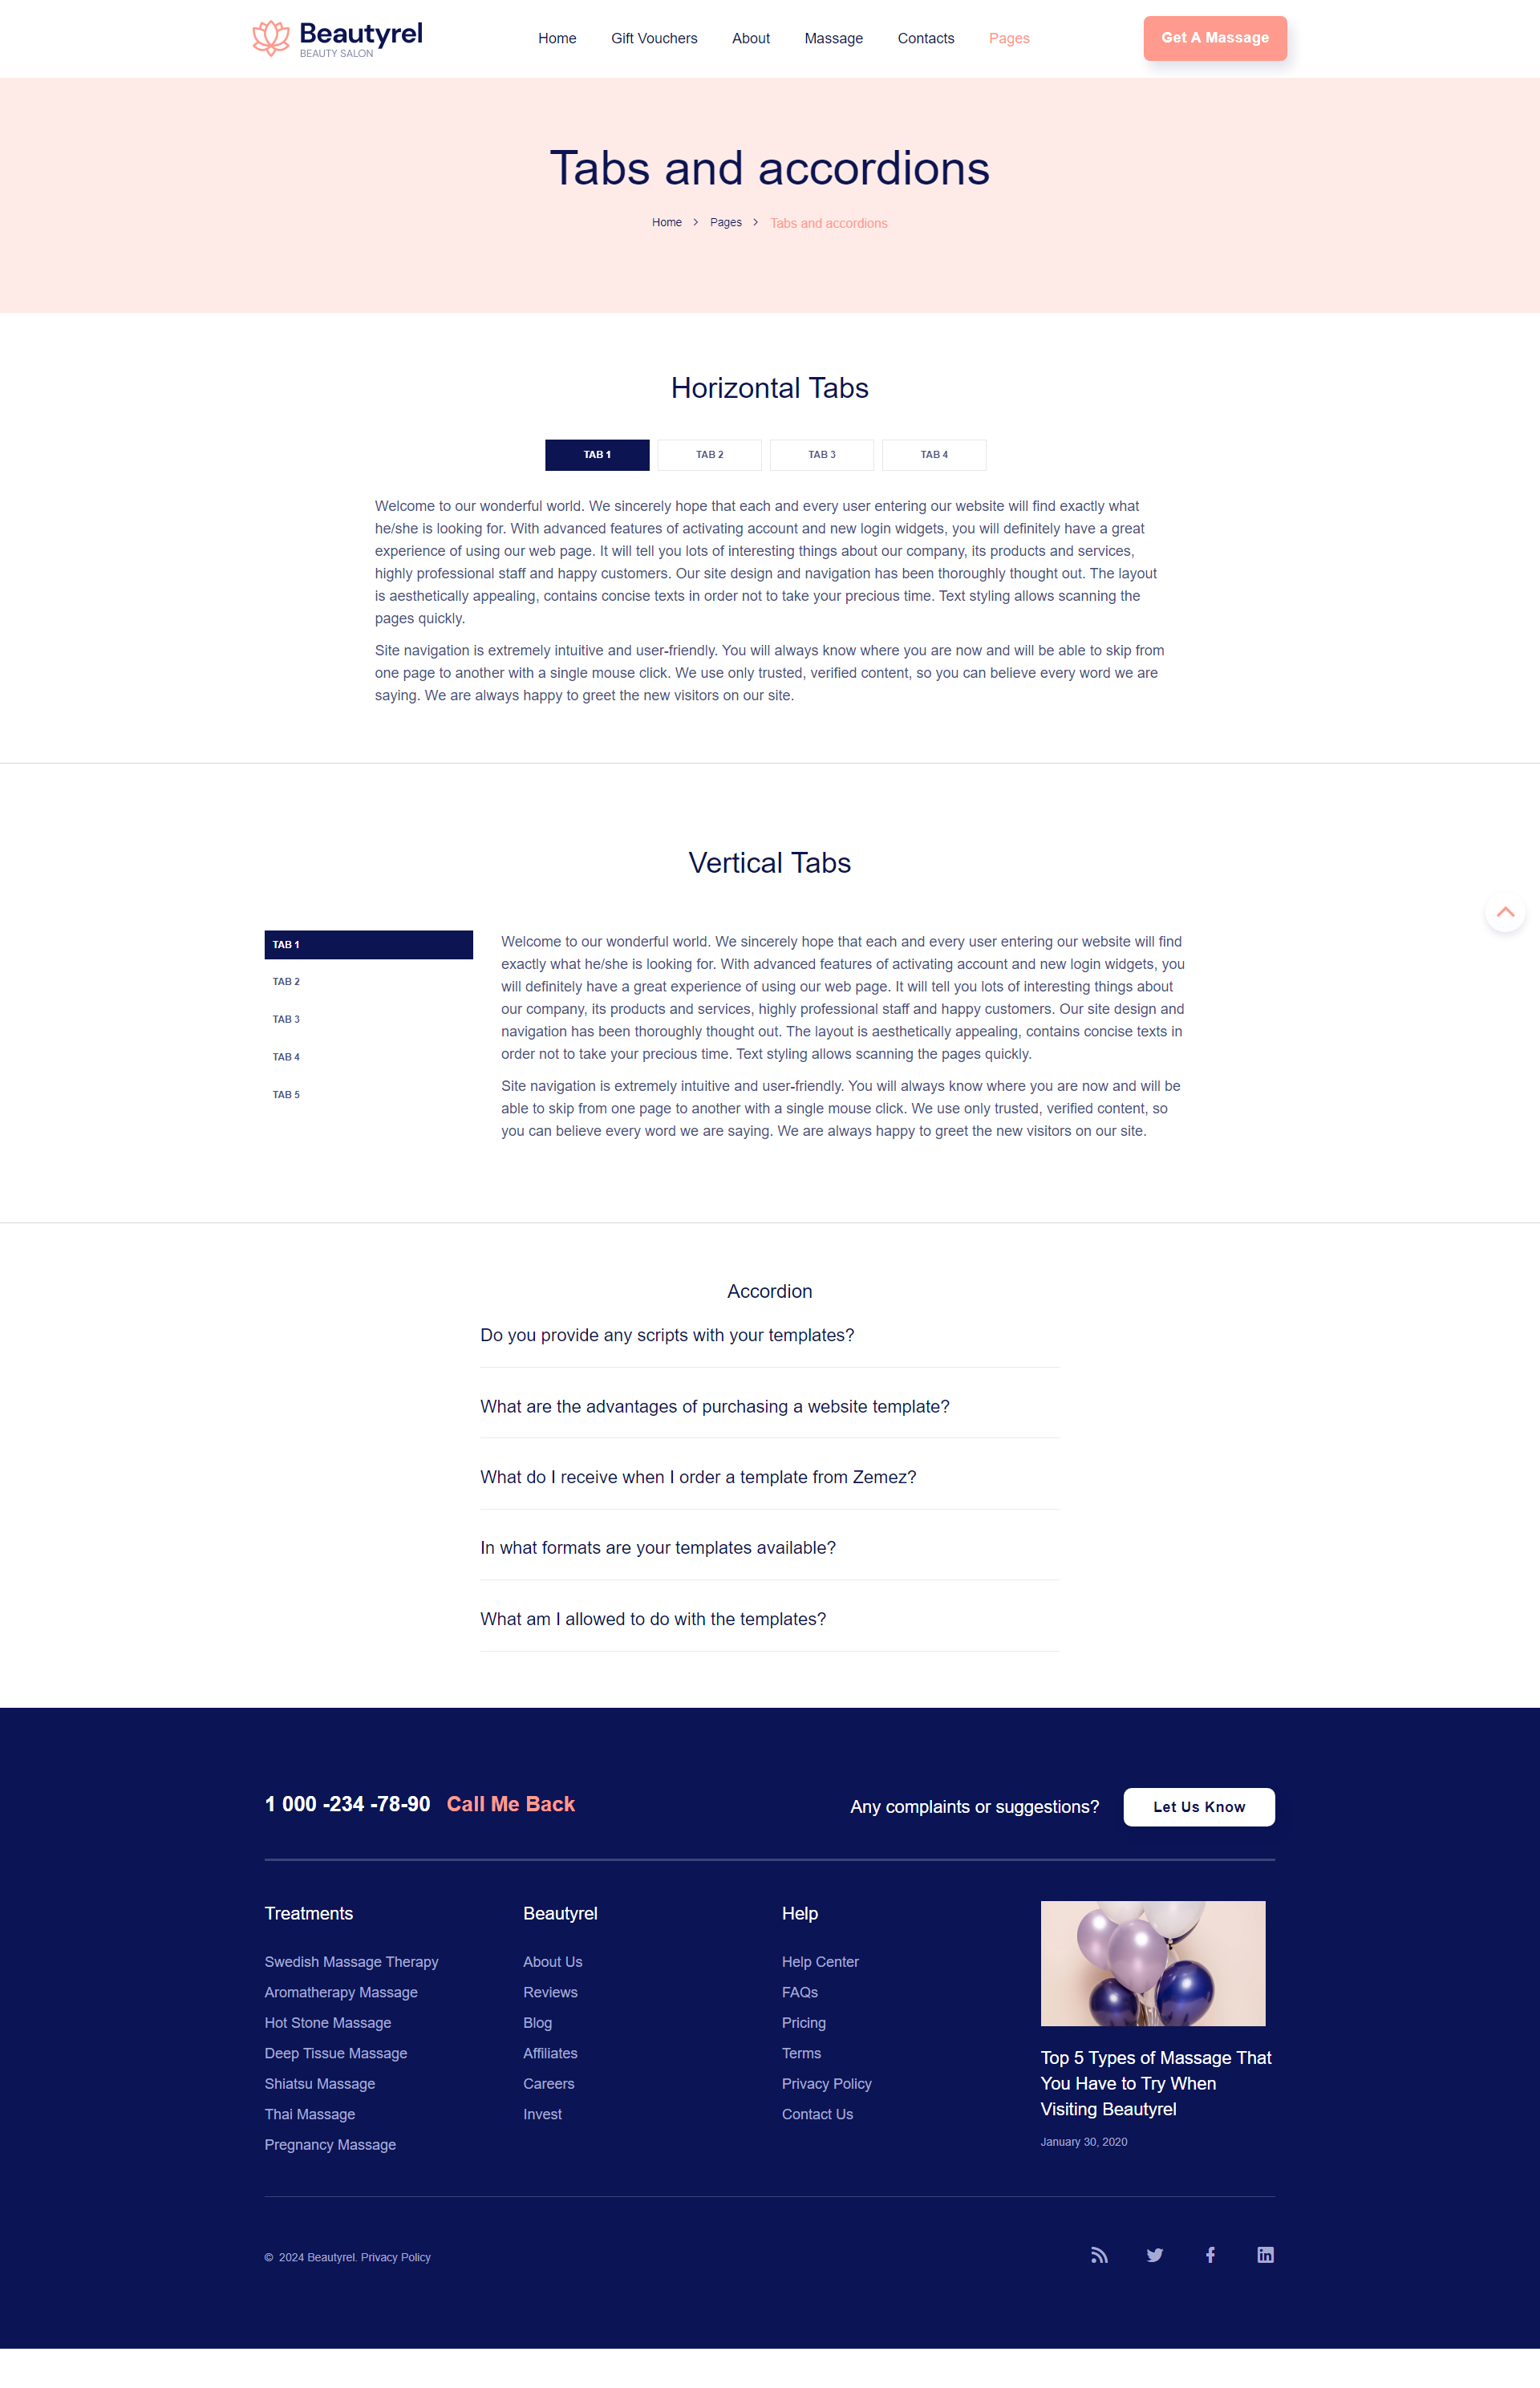 Beautyrel
BEAUTY SALON
Home
Gift Vouchers
About
Massage
Contacts
Pages
Get A Massage
Tabs and accordions
Home
Pages
Tabs and accordions
Horizontal Tabs
TAB 1
TAB 2
TAB 3
TAB 4
Welcome to our wonderful world. We sincerely hope that each and every user entering our website will find exactly what
he/she is looking for. With advanced features of activating account and new login widgets, you will definitely have a great
experience of using our web page. It will tell you lots of interesting things about our company, its products and services,
highly professional staff and happy customers. Our site design and navigation has been thoroughly thought out. The layout
is aesthetically appealing, contains concise texts in order not to take your precious time. Text styling allows scanning the
pages quickly.
Site navigation is extremely intuitive and user-friendly. You will always know where you are now and will be able to skip from
one page to another with a single mouse click. We use only trusted, verified content, so you can believe every word we are
saying. We are always happy to greet the new visitors on our site.
Vertical Tabs
TAB 1
TAB 2
TAB 3
TAB 4
TAB 5
Welcome to our wonderful world. We sincerely hope that each and every user entering our website will find
exactly what he/she is looking for. With advanced features of activating account and new login widgets, you
will definitely have a great experience of using our web page. It will tell you lots of interesting things about
our company, its products and services, highly professional staff and happy customers. Our site design and
navigation has been thoroughly thought out. The layout is aesthetically appealing, contains concise texts in
order not to take your precious time. Text styling allows scanning the pages quickly.
Site navigation is extremely intuitive and user-friendly. You will always know where you are now and will be
able to skip from one page to another with a single mouse click. We use only trusted, verified content, so
you can believe every word we are saying. We are always happy to greet the new visitors on our site.
Accordion
Do you provide any scripts with your templates?
What are the advantages of purchasing a website template?
What do I receive when I order a template from Zemez?
In what formats are your templates available?
What am I allowed to do with the templates?
1 000 -234 -78-90
Call Me Back
Any complaints or suggestions?
Let Us Know
Treatments
Swedish Massage Therapy
Aromatherapy Massage
Hot Stone Massage
Deep Tissue Massage
Shiatsu Massage
Thai Massage
Pregnancy Massage
Beautyrel
About Us
Reviews
Blog
Affiliates
Careers
Invest
Help
Help Center
FAQs
Pricing
Terms
Privacy Policy
Contact Us
Top 5 Types of Massage That
You Have to Try When
Visiting Beautyrel
January 30, 2020
© 2024 Beautyrel. Privacy Policy